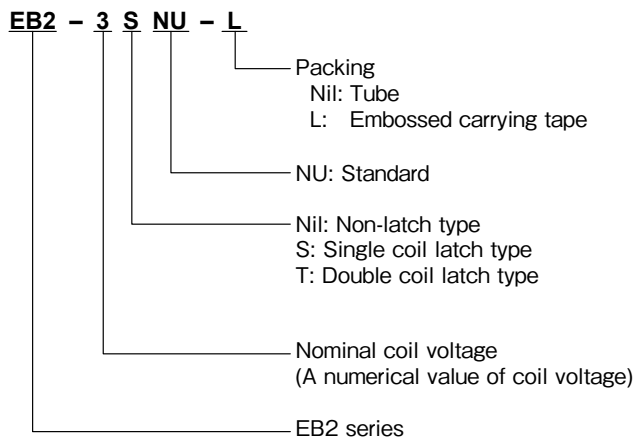 EB2 – 3 S NU – L
Packing
Nil: Tube
L: Embossed carrying tape
NU: Standard
Nil: Non-latch type
S: Single coil latch type
T: Double coil latch type
Nominal coil voltage
(A numerical value of coil voltage)
EB2 series